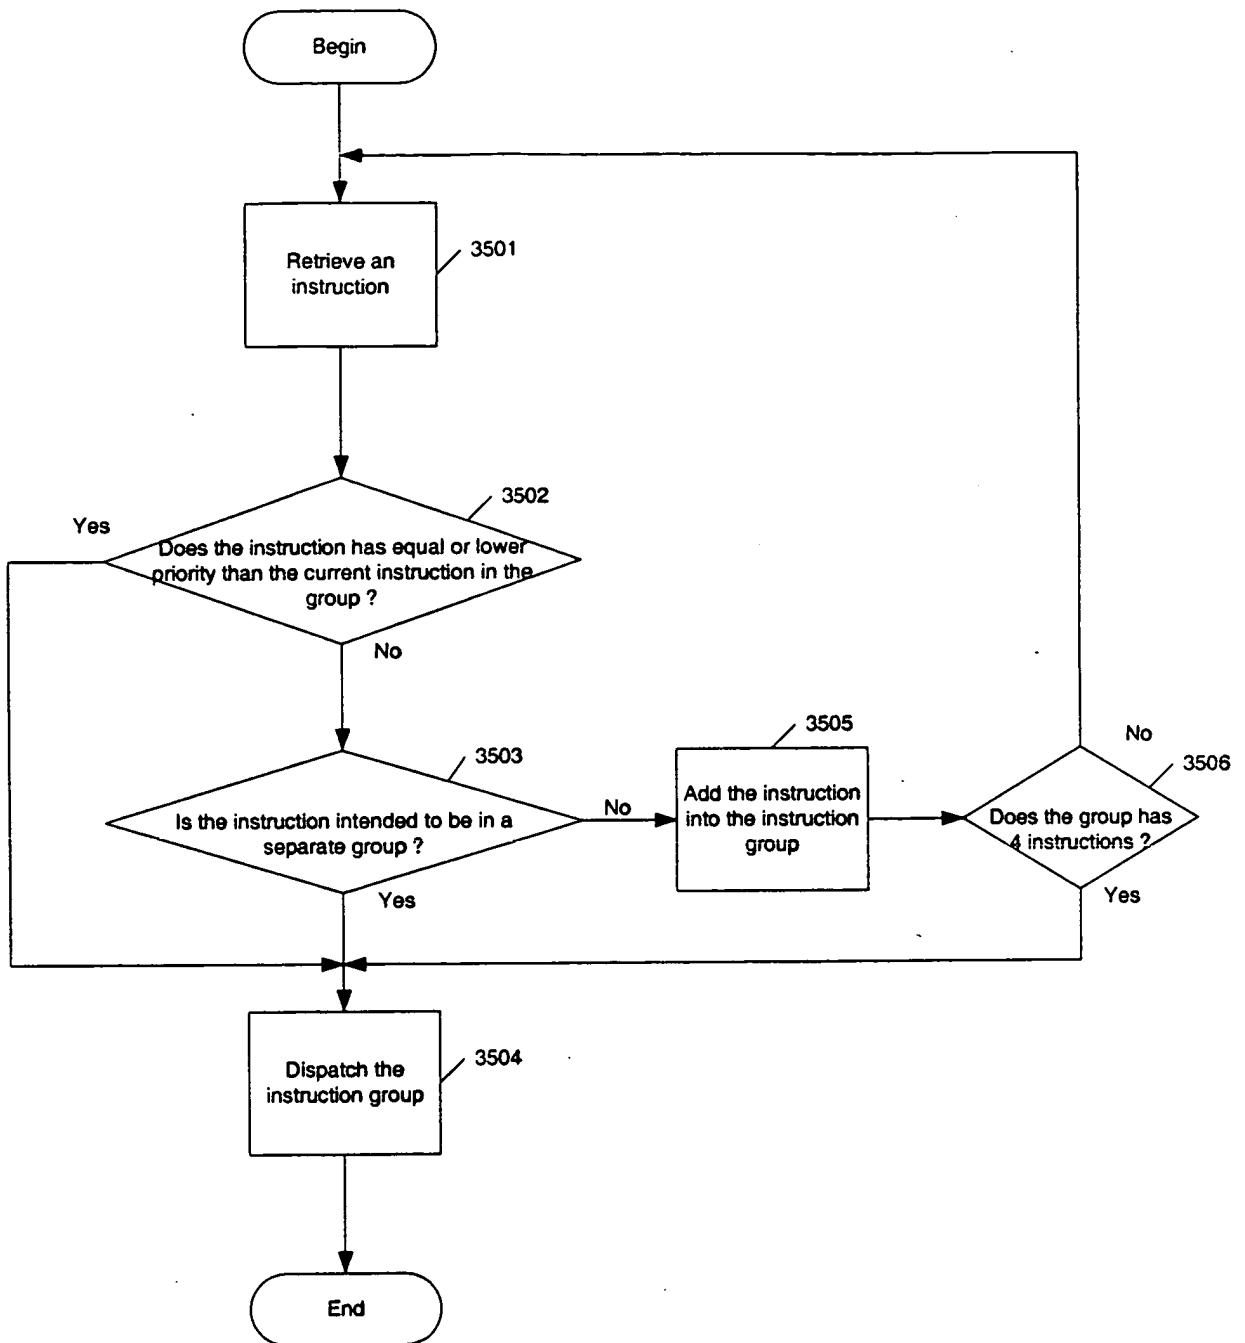 Begin
Retrieve an
instruction
3501
3502
Yes
Does the instruction has equal or lower
priority than the current instruction in the
group ?
No
3503
Is the instruction intended to be in a
separate group ?
No
Yes
3505
Add the instruction
into the instruction
group
No
3506
Does the group has
4 instructions ?
Yes
Dispatch the
instruction group
3504
End